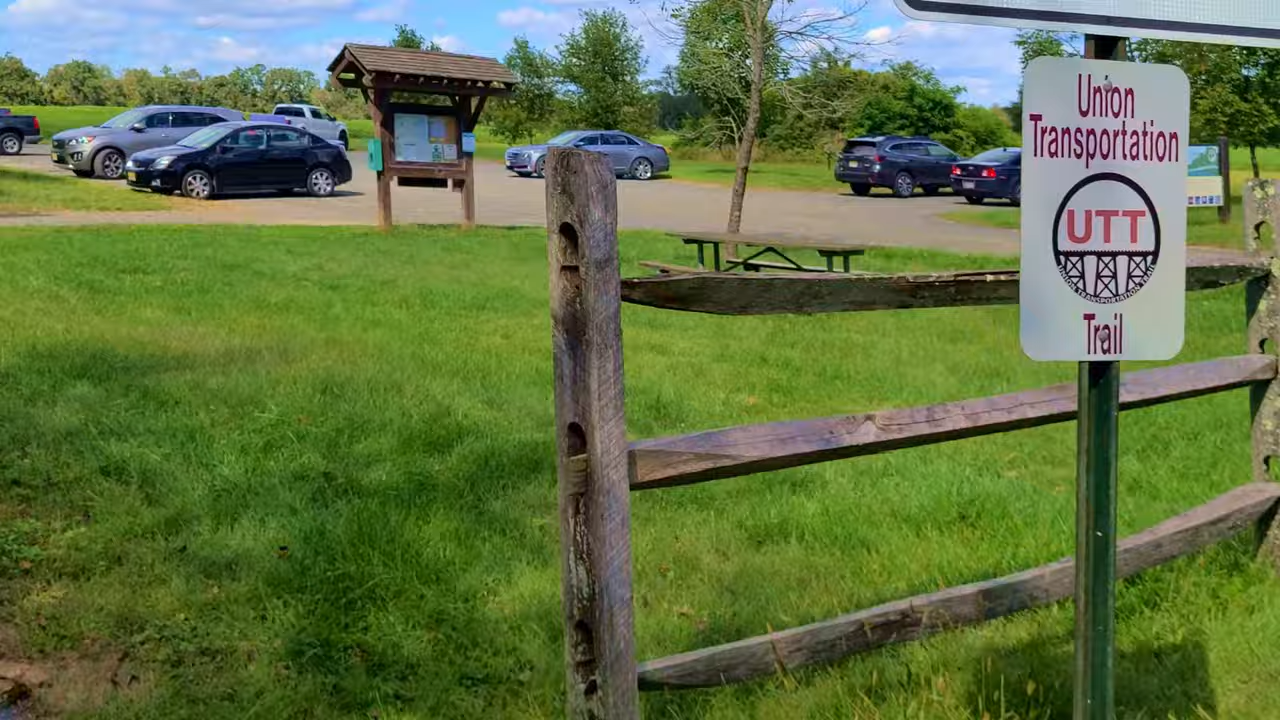 Union
Transportation
UTT
UNION TRANSPORTATION TRAIL
Trail